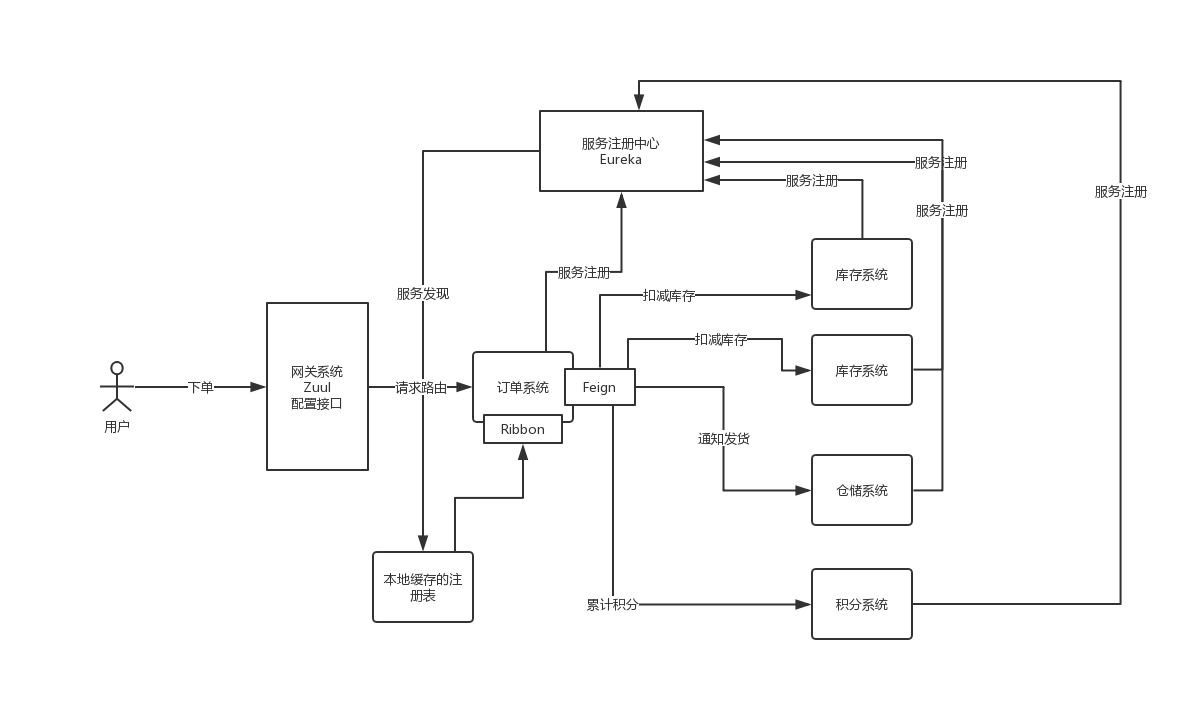 服务注册中心
Eureka
服务注册
服务注册
服务注册
服务注册
服务注册
库存系统
服务发现
扣减库存
扣减库存
库存系统
网关系统
Zuul
配置接口
下单
请求路由
订单系统
Feign
用户
Ribbon
通知发货
仓储系统
本地缓存的注
册表
累计积分
积分系统